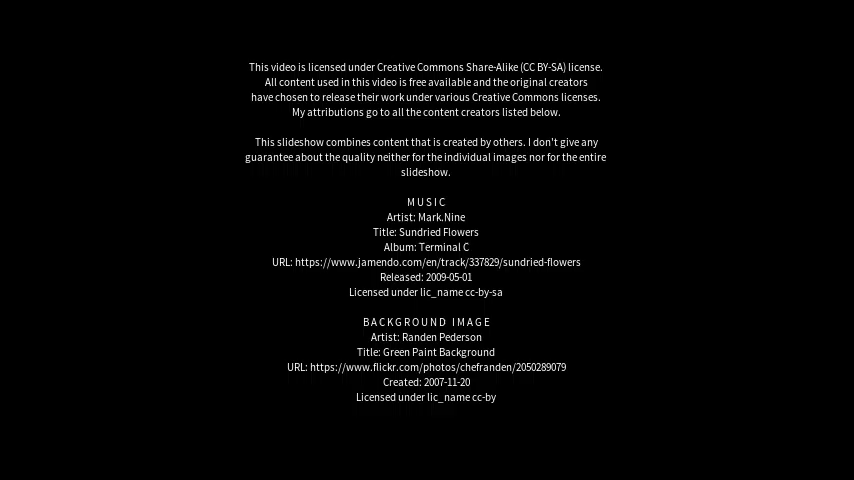 This video is licensed under Creative Commons Share-Alike (CC BY-SA) license.
All content used in this video is free available and the original creators
have chosen to release their work under various Creative Commons licenses.
My attributions go to all the content creators listed below.
This slideshow combines content that is created by others. I don't give any
guarantee about the quality neither for the individual images nor for the entire
slideshow.
MUSIC
Artist: Mark.Nine
Title: Sundried Flowers
Album: Terminal C
URL: https://www.jamendo.com/en/track/337829/sundried-flowers
Released: 2009-05-01
Licensed under lic_name cc-by-sa
BACKGROUND IMAGE
Artist: Randen Pederson
Title: Green Paint Background
URL: https://www.flickr.com/photos/chefranden/2050289079
Created: 2007-11-20
Licensed under lic_name cc-by